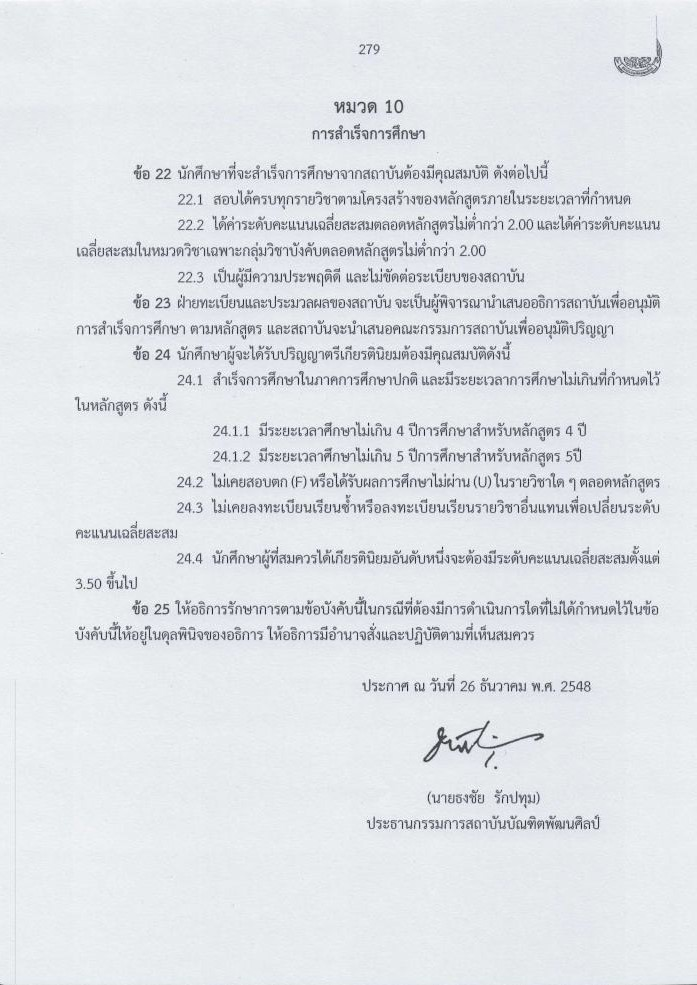 279
หมวด 10
การสำเร็จการศึกษา
ข้อ 22 นักศึกษาที่จะสำเร็จการศึกษาจากสถาบันต้องมีคุณสมบัติ ดังต่อไปนี้
22.1 สอบได้ครบทุกรายวิชาตามโครงสร้างของหลักสูตรภายในระยะเวลาที่กำหนด
22.2 ได้ค่าระดับคะแนนเฉลี่ยสะสมตลอดหลักสูตรไม่ต่ำกว่า 2.00 และได้ค่าระดับคะแนน
เฉลี่ยสะสมในหมวดวิชาเฉพาะกลุ่มวิชาบังคับตลอดหลักสูตรไม่ต่ำกว่า 2.00
22.3 เป็นผู้มีความประพฤติดี และไม่ขัดต่อระเบียบของสถาบัน
ข้อ 23 ฝ่ายทะเบียนและประมวลผลของสถาบัน จะเป็นผู้พิจารณานำเสนออธิการสถาบันเพื่ออนุมัติ
การสำเร็จการศึกษา ตามหลักสูตร และสถาบันจะนำเสนอคณะกรรมการสถาบันเพื่ออนุมัติปริญญา
ข้อ 24 นักศึกษาผู้จะได้รับปริญญาตรีเกียรตินิยมต้องมีคุณสมบัติดังนี้
24.1 สำเร็จการศึกษาในภาคการศึกษาปกติ และมีระยะเวลาการศึกษาไม่เกินที่กำหนดไว้
ในหลักสูตร ดังนี้
24.1.1 มีระยะเวลาศึกษาไม่เกิน 4 ปีการศึกษาสำหรับหลักสูตร 4 ปี
24.1.2 มีระยะเวลาศึกษาไม่เกิน 5 ปีการศึกษาสำหรับหลักสูตร 5ปี
24.2 ไม่เคยสอบตก (F) หรือได้รับผลการศึกษาไม่ผ่าน (U) ในรายวิชาใด ๆ ตลอดหลักสูตร
24.3 ไม่เคยลงทะเบียนเรียนซ้ำหรือลงทะเบียนเรียนรายวิชาอื่นแทนเพื่อเปลี่ยนระดับ
คะแนนเฉลี่ยสะสม
24.4 นักศึกษาผู้ที่สมควรได้เกียรตินิยมอันดับหนึ่งจะต้องมีระดับคะแนนเฉลี่ยสะสมตั้งแต่
3.50 ขึ้นไป
ข้อ 25 ให้อธิการรักษาการตามข้อบังคับนี้ในกรณีที่ต้องมีการดำเนินการใดที่ไม่ได้กำหนดไว้ในข้อ
บังคับนี้ให้อยู่ในดุลพินิจของอธิการ ให้อธิการมีอำนาจสั่งและปฏิบัติตามที่เห็นสมควร
ประกาศ ณ วันที่ 26 ธันวาคม พ.ศ. 2548
(นายธงชัย รักปทุม)
ประธานกรรมการสถาบันบัณฑิตพัฒนศิลป์